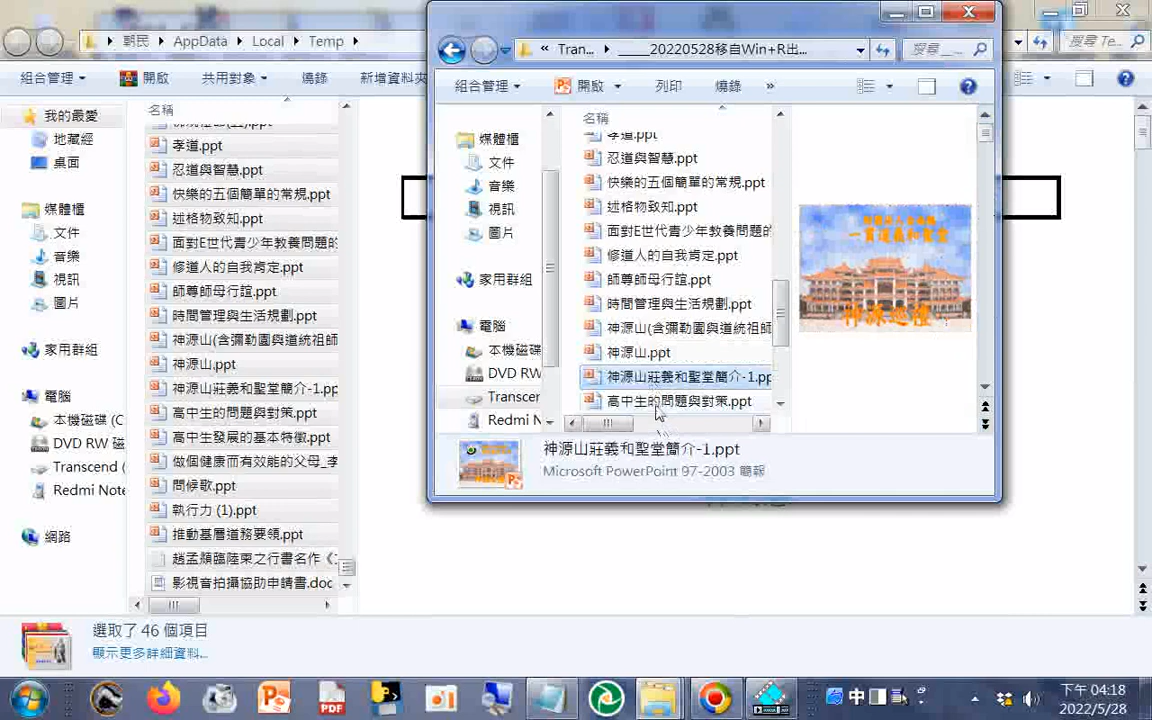 郭民
AppData
Local
Temp
搜尋 Te...
組合管理
開啟
共用對象
燒錄
新增資料夾
我的最愛
地藏經
桌面
媒體櫃
文件
音樂
視訊
圖片
家用群組
電腦
本機磁碟 (
DVD RW 磁
Transcend (
Redmi Note
網路
名稱
孝道.ppt
忍道與智慧.ppt
快樂的五個簡單的常規.ppt
述格物致知.ppt
面對E世代青少年教養問題的
修道人的自我肯定.ppt
師尊師母行誼.ppt
時間管理與生活規劃.ppt
神源山(含彌勒園與道統祖師
神源山.ppt
神源山莊義和聖堂簡介-1.pp
高中生的問題與對策.ppt
高中生發展的基本特徵.ppt
做個健康而有效能的父母_李
問候歌.ppt
執行力 (1).ppt
推動基層道務要領.ppt
趙孟頫臨陸柬之行書名作《
影視音拍攝協助申請書.doc
選取了 46 個項目
顯示更多詳細資料...
« Tran...
_____20220528移自Win+R出...
搜尋 ...
組合管理
開啟
列印
燒錄
»
媒體櫃
文件
音樂
視訊
圖片
家用群組
電腦
本機磁碟
DVD RW
Transcer
Redmi N
名稱
孝道.ppt
忍道與智慧.ppt
快樂的五個簡單的常規.ppt
述格物致知.ppt
面對E世代青少年教養問題的
修道人的自我肯定.ppt
師尊師母行誼.ppt
時間管理與生活規劃.ppt
神源山(含彌勒園與道統祖師
神源山.ppt
神源山莊義和聖堂簡介-1.pp
高中生的問題與對策.ppt
一貫道義和聖堂
神源巡禮
神源山莊義和聖堂簡介-1.ppt
Microsoft PowerPoint 97-2003 簡報
PDF
中
下午 04:18
2022/5/28